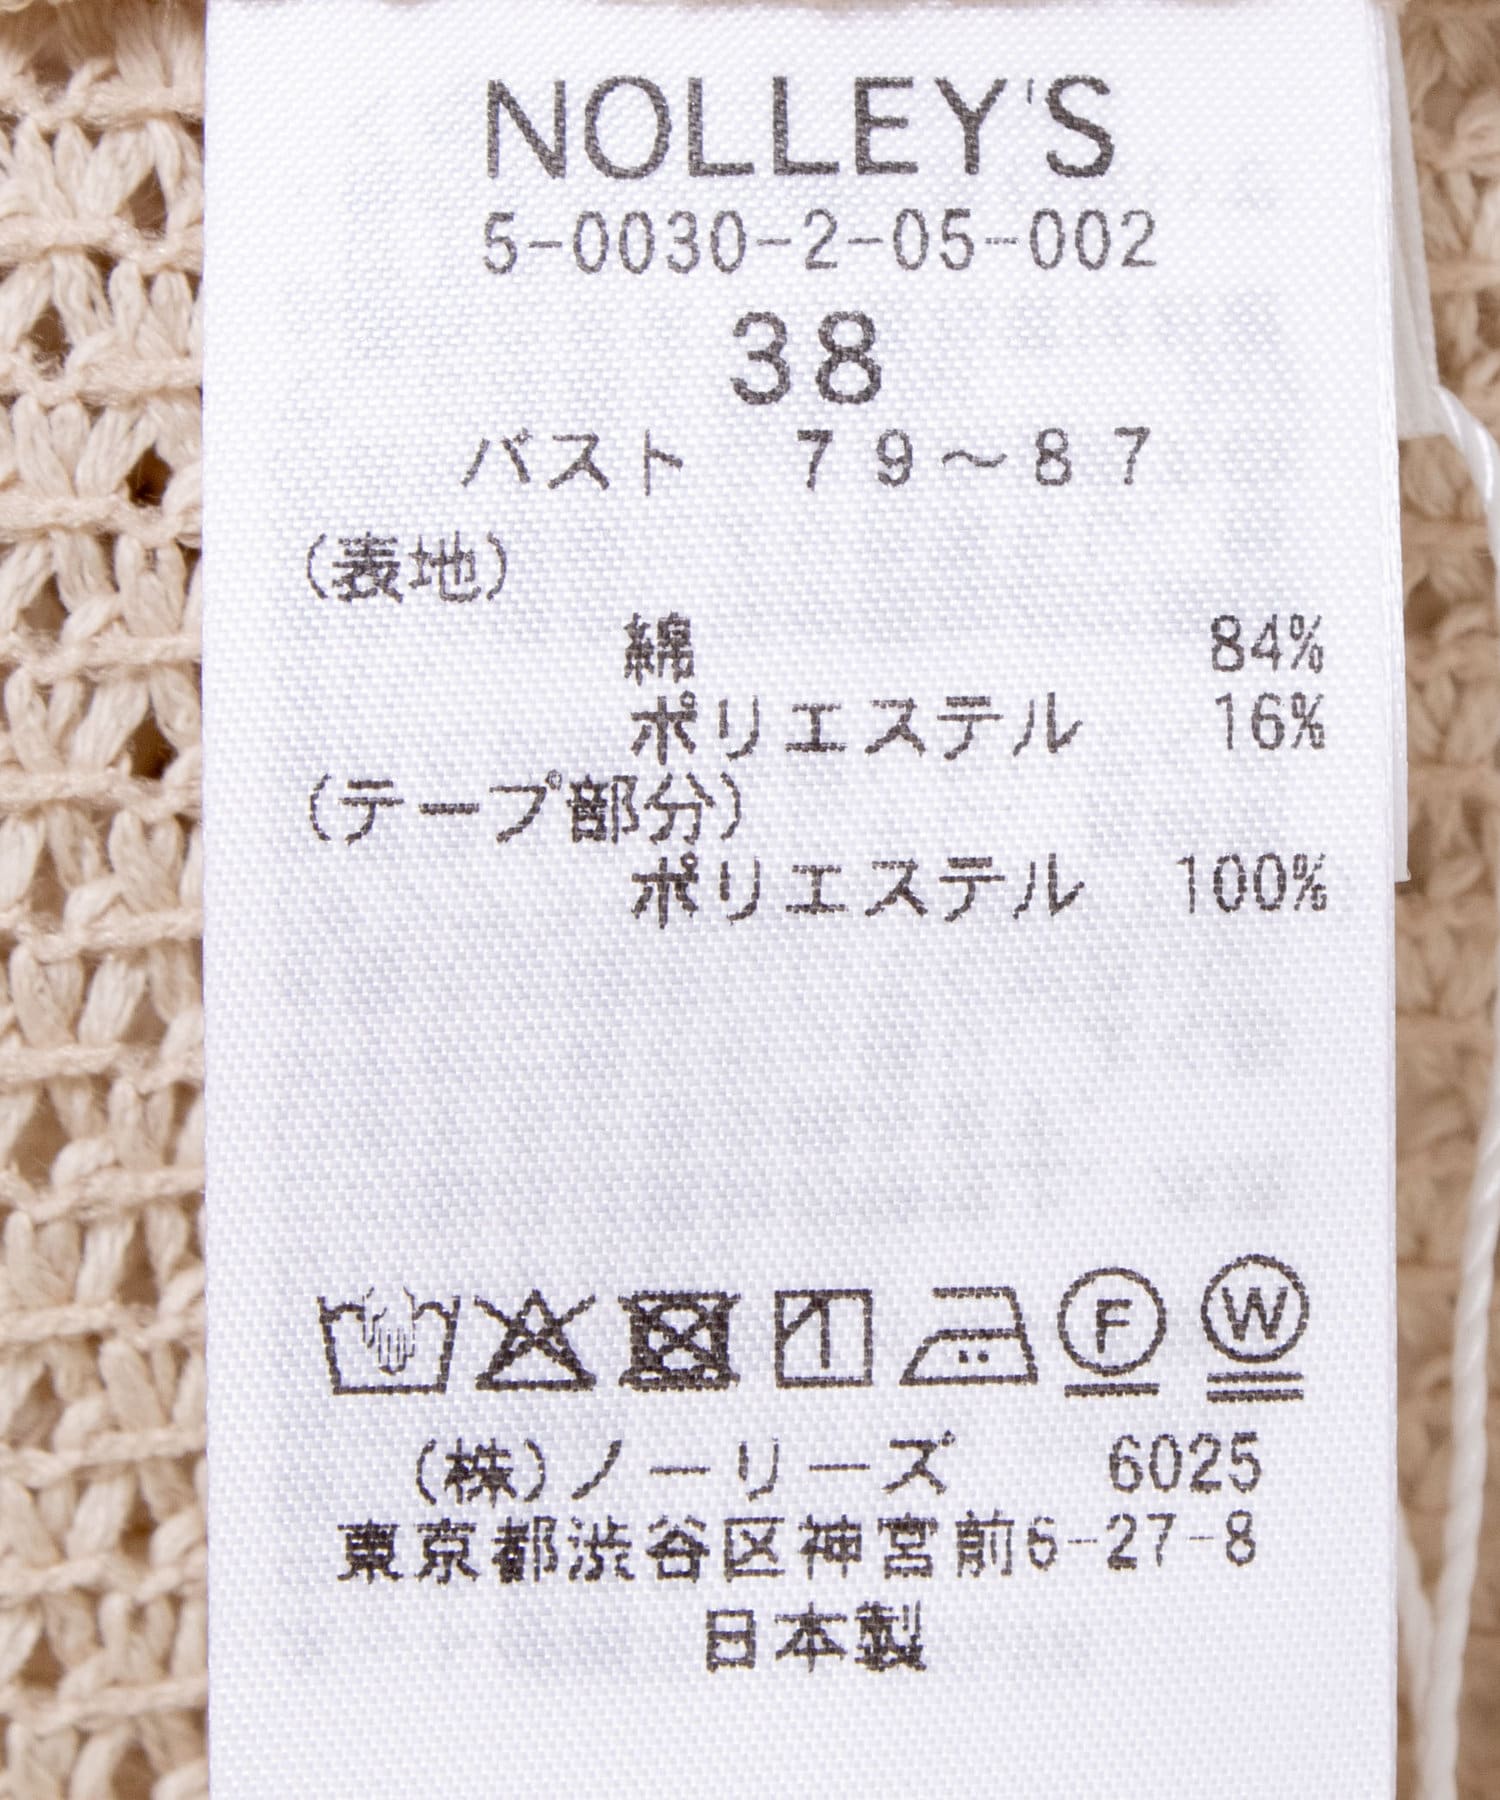 NOLLEY'S
5-0030-2-05-002
38
バスト　79〜87
(表地)
綿 84%
ポリエステル 16%
(テープ部分)
ポリエステル 100%
F W
(株)ノーリーズ 6025
東京都渋谷区神宮前6-27-8
日本製